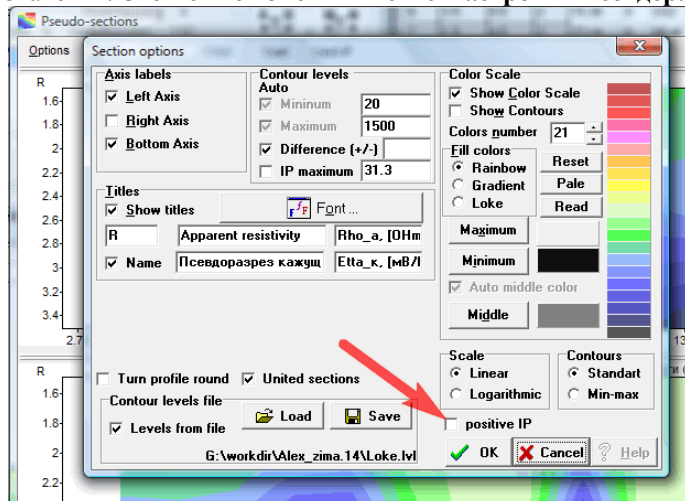 Pseudo-sections
Options
Section options
Axis labels
Left Axis
Right Axis
Bottom Axis
Contour levels
Auto
Mininum 20
Maximum 1500
Difference (+/-)
IP maximum 31.3
Color Scale
Show Color Scale
Show Contours
Colors number 21
Fill colors
Rainbow
Gradient
Loke
Reset
Pale
Read
Maximum
Minimum
Auto middle color
Middle
Titles
Show titles
Font ...
R Apparent resistivity Rho_a, [OHm
Name Псевдоразрез кажущ Etta_к, [мВ/
Turn profile round
United sections
Contour levels file
Levels from file
Load
Save
G:\workdir\Alex_zima.14\Loke.lvl
Scale
Linear
Logarithmic
Contours
Standart
Min-max
positive IP
OK
Cancel
Help
R
1.6
2
2.2
2.4
2.6
2.8
3
3.2
3.4
2.7
13
R
1.6
2
2.2